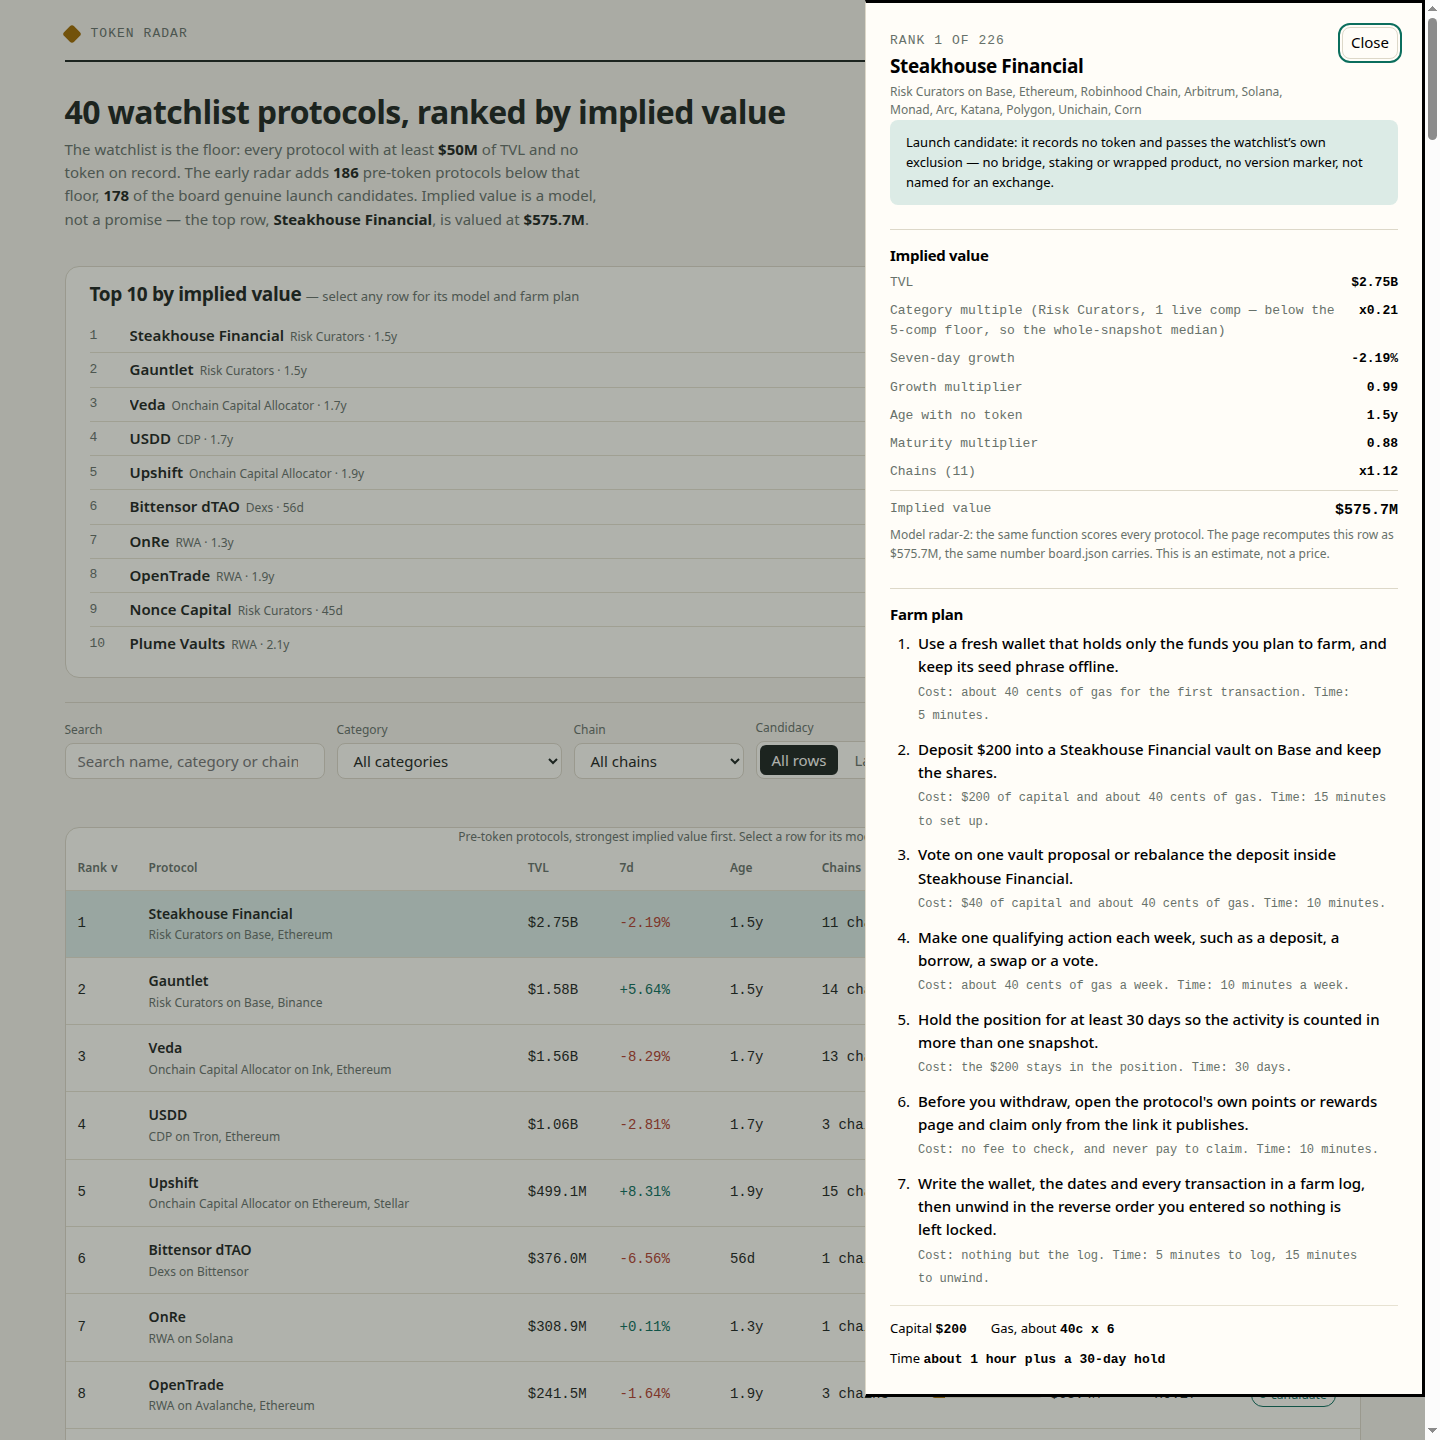 TOKEN RADAR
40 watchlist protocols, ranked by implied value
The watchlist is the floor: every protocol with at least $50M of TVL and no
token on record. The early radar adds 186 pre-token protocols below that
floor, 178 of the board genuine launch candidates. Implied value is a model,
not a promise — the top row, Steakhouse Financial, is valued at $575.7M.
Top 10 by implied value — select any row for its model and farm plan
1 Steakhouse Financial Risk Curators · 1.5y
2 Gauntlet Risk Curators · 1.5y
3 Veda Onchain Capital Allocator · 1.7y
4 USDD CDP · 1.7y
5 Upshift Onchain Capital Allocator · 1.9y
6 Bittensor dTAO Dexs · 56d
7 OnRe RWA · 1.3y
8 OpenTrade RWA · 1.9y
9 Nonce Capital Risk Curators · 45d
10 Plume Vaults RWA · 2.1y
Search Category Chain Candidacy
Search name, category or chain All categories All chains All rows
Pre-token protocols, strongest implied value first. Select a row for its
Rank v Protocol TVL 7d Age Chains
1 Steakhouse Financial $2.75B -2.19% 1.5y 11
Risk Curators on Base, Ethereum
2 Gauntlet $1.58B +5.64% 1.5y 14
Risk Curators on Base, Binance
3 Veda $1.56B -8.29% 1.7y 13
Onchain Capital Allocator on Ink, Ethereum
4 USDD $1.06B -2.81% 1.7y 3
CDP on Tron, Ethereum
5 Upshift $499.1M +8.31% 1.9y 15
Onchain Capital Allocator on Ethereum, Stellar
6 Bittensor dTAO $376.0M -6.56% 56d 1
Dexs on Bittensor
7 OnRe $308.9M +0.11% 1.3y 1
RWA on Solana
8 OpenTrade $241.5M -1.64% 1.9y 3
RWA on Avalanche, Ethereum
RANK 1 OF 226
Close
Steakhouse Financial
Risk Curators on Base, Ethereum, Robinhood Chain, Arbitrum, Solana,
Monad, Arc, Katana, Polygon, Unichain, Corn
Launch candidate: it records no token and passes the watchlist’s own
exclusion — no bridge, staking or wrapped product, no version marker, not
named for an exchange.
Implied value
TVL $2.75B
Category multiple (Risk Curators, 1 live comp — below the x0.21
5-comp floor, so the whole-snapshot median)
Seven-day growth -2.19%
Growth multiplier 0.99
Age with no token 1.5y
Maturity multiplier 0.88
Chains (11) x1.12
Implied value $575.7M
Model radar-2: the same function scores every protocol. The page recomputes this row as
$575.7M, the same number board.json carries. This is an estimate, not a price.
Farm plan
1. Use a fresh wallet that holds only the funds you plan to farm, and
keep its seed phrase offline.
Cost: about 40 cents of gas for the first transaction. Time:
5 minutes.
2. Deposit $200 into a Steakhouse Financial vault on Base and keep
the shares.
Cost: $200 of capital and about 40 cents of gas. Time: 15 minutes
to set up.
3. Vote on one vault proposal or rebalance the deposit inside
Steakhouse Financial.
Cost: $40 of capital and about 40 cents of gas. Time: 10 minutes.
4. Make one qualifying action each week, such as a deposit, a
borrow, a swap or a vote.
Cost: about 40 cents of gas a week. Time: 10 minutes a week.
5. Hold the position for at least 30 days so the activity is counted in
more than one snapshot.
Cost: the $200 stays in the position. Time: 30 days.
6. Before you withdraw, open the protocol's own points or rewards
page and claim only from the link it publishes.
Cost: no fee to check, and never pay to claim. Time: 10 minutes.
7. Write the wallet, the dates and every transaction in a farm log,
then unwind in the reverse order you entered so nothing is
left locked.
Cost: nothing but the log. Time: 5 minutes to log, 15 minutes
to unwind.
Capital $200 Gas, about 40c x 6
Time about 1 hour plus a 30-day hold